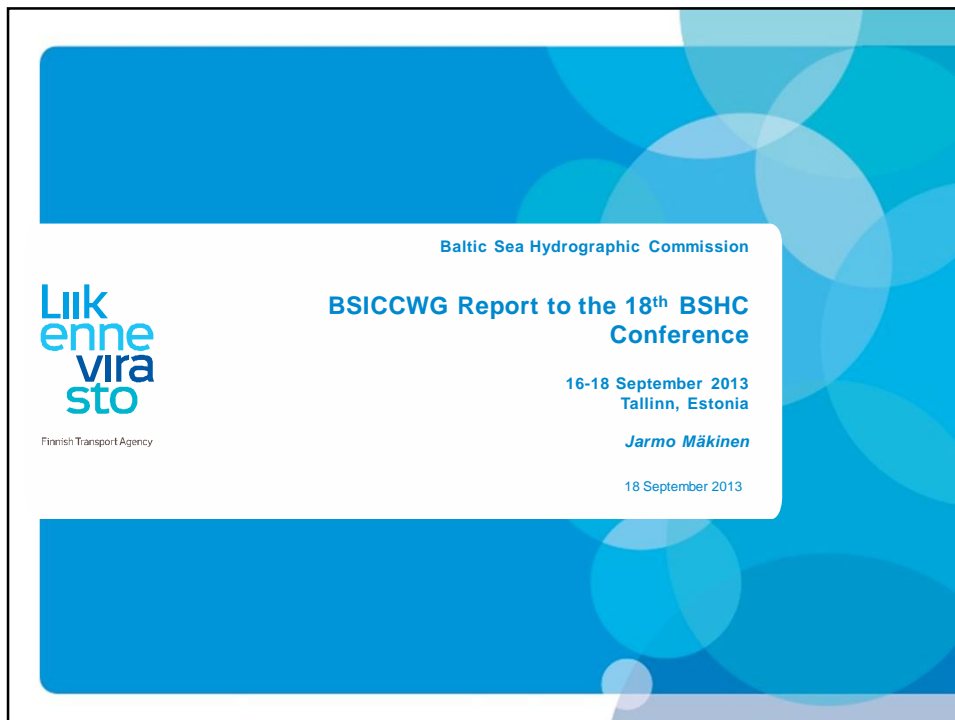 Baltic Sea Hydrographic Commission
BSICCWG Report to the 18th BSHC
Conference
16-18 September 2013
Tallinn, Estonia
Jarmo Mäkinen
18 September 2013
Liik
enne
vira
sto
Finnish Transport Agency